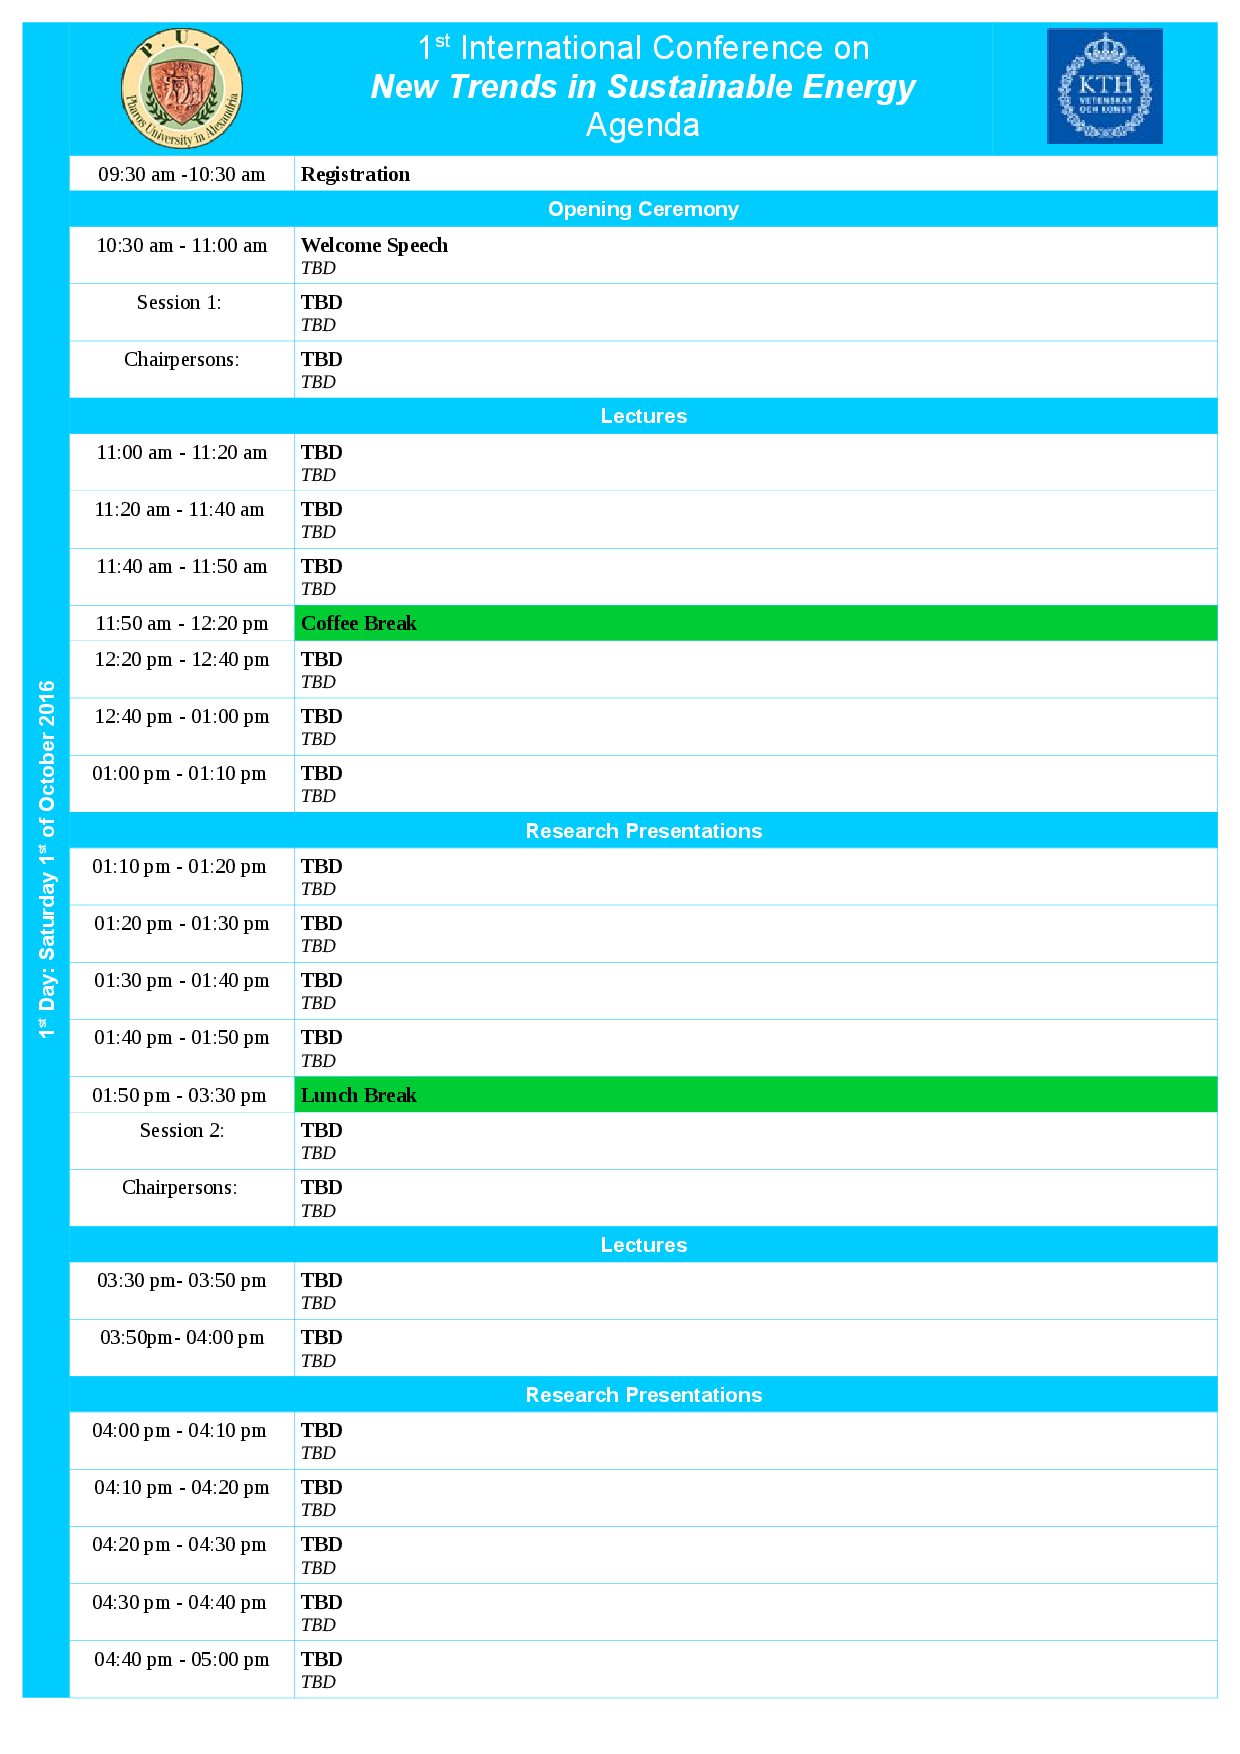 P.U.A
Pharos University in Alexandria
1st International Conference on
New Trends in Sustainable Energy
Agenda
KTH
VETENSKAP
OCH KONST
1st Day: Saturday 1st of October 2016
09:30 am -10:30 am Registration
Opening Ceremony
10:30 am - 11:00 am Welcome Speech
TBD
Session 1: TBD
TBD
Chairpersons: TBD
TBD
Lectures
11:00 am - 11:20 am TBD
TBD
11:20 am - 11:40 am TBD
TBD
11:40 am - 11:50 am TBD
TBD
11:50 am - 12:20 pm Coffee Break
12:20 pm - 12:40 pm TBD
TBD
12:40 pm - 01:00 pm TBD
TBD
01:00 pm - 01:10 pm TBD
TBD
Research Presentations
01:10 pm - 01:20 pm TBD
TBD
01:20 pm - 01:30 pm TBD
TBD
01:30 pm - 01:40 pm TBD
TBD
01:40 pm - 01:50 pm TBD
TBD
01:50 pm - 03:30 pm Lunch Break
Session 2: TBD
TBD
Chairpersons: TBD
TBD
Lectures
03:30 pm- 03:50 pm TBD
TBD
03:50pm- 04:00 pm TBD
TBD
Research Presentations
04:00 pm - 04:10 pm TBD
TBD
04:10 pm - 04:20 pm TBD
TBD
04:20 pm - 04:30 pm TBD
TBD
04:30 pm - 04:40 pm TBD
TBD
04:40 pm - 05:00 pm TBD
TBD